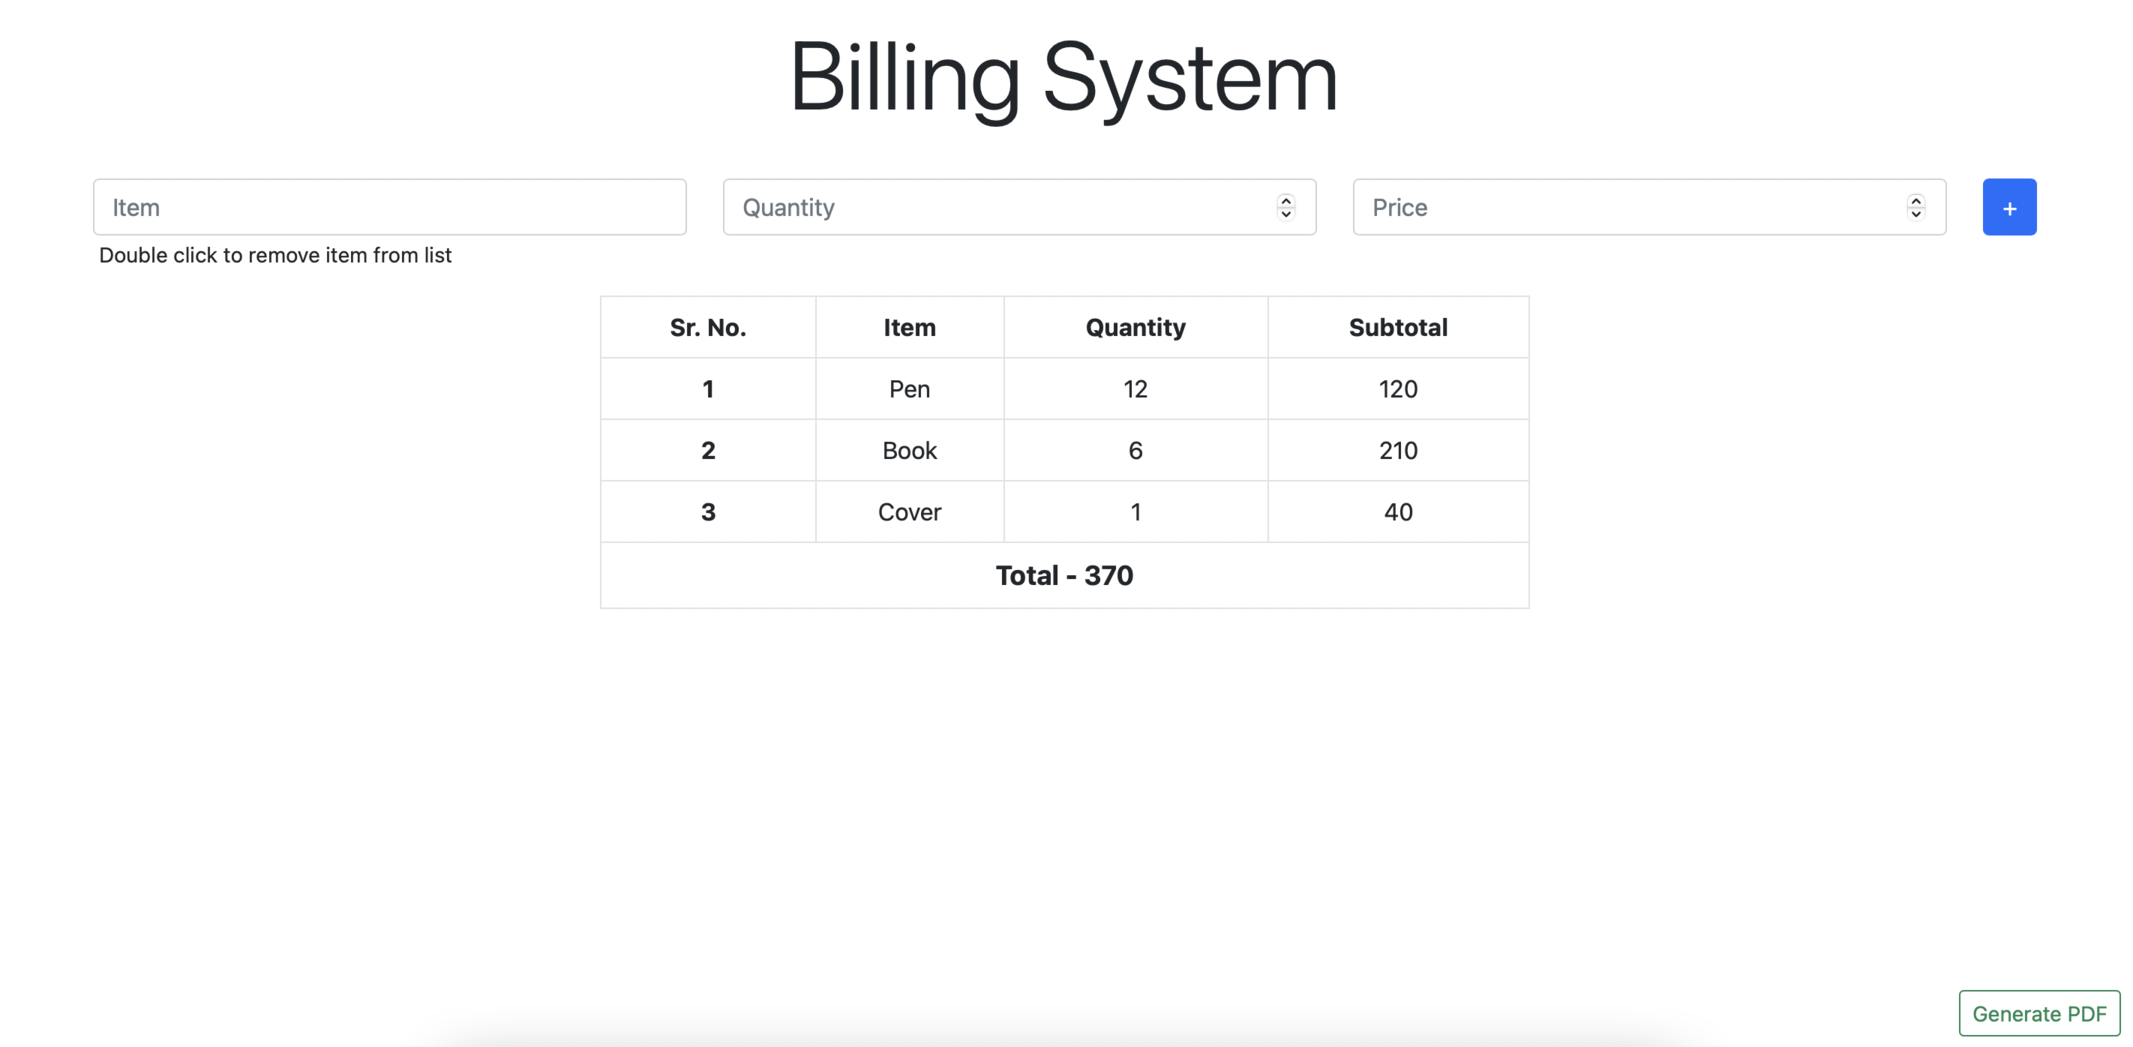 Billing System
Item Quantity Price +
Double click to remove item from list
Sr. No. Item Quantity Subtotal
1 Pen 12 120
2 Book 6 210
3 Cover 1 40
Total - 370
Generate PDF